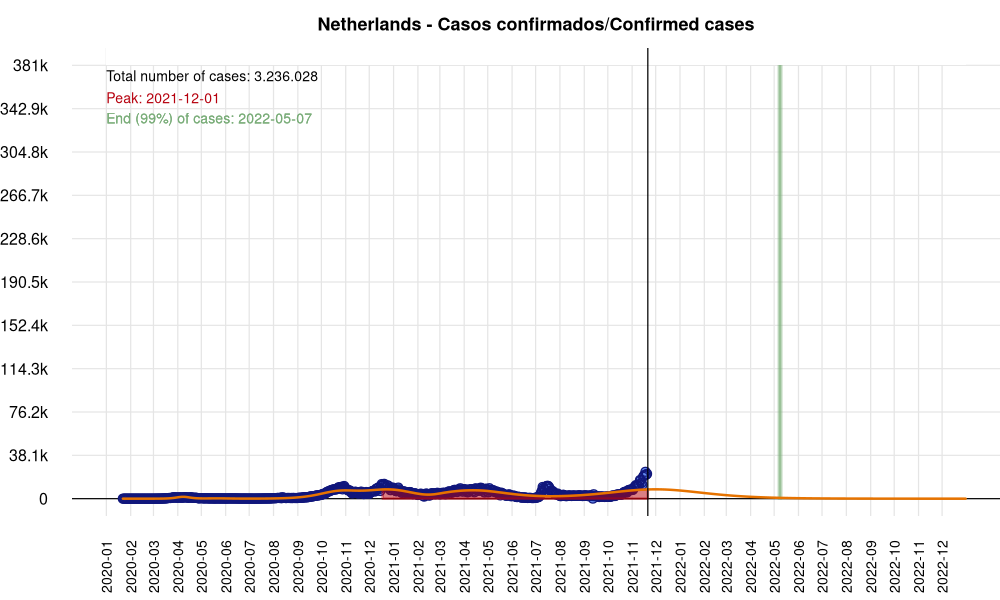 Netherlands - Casos confirmados/Confirmed cases
Total number of cases: 3.236.028
Peak: 2021-12-01
End (99%) of cases: 2022-05-07
381k
342.9k
304.8k
266.7k
228.6k
190.5k
152.4k
114.3k
76.2k
38.1k
0
2020-01
2020-02
2020-03
2020-04
2020-05
2020-06
2020-07
2020-08
2020-09
2020-10
2020-11
2020-12
2021-01
2021-02
2021-03
2021-04
2021-05
2021-06
2021-07
2021-08
2021-09
2021-10
2021-11
2021-12
2022-01
2022-02
2022-03
2022-04
2022-05
2022-06
2022-07
2022-08
2022-09
2022-10
2022-11
2022-12